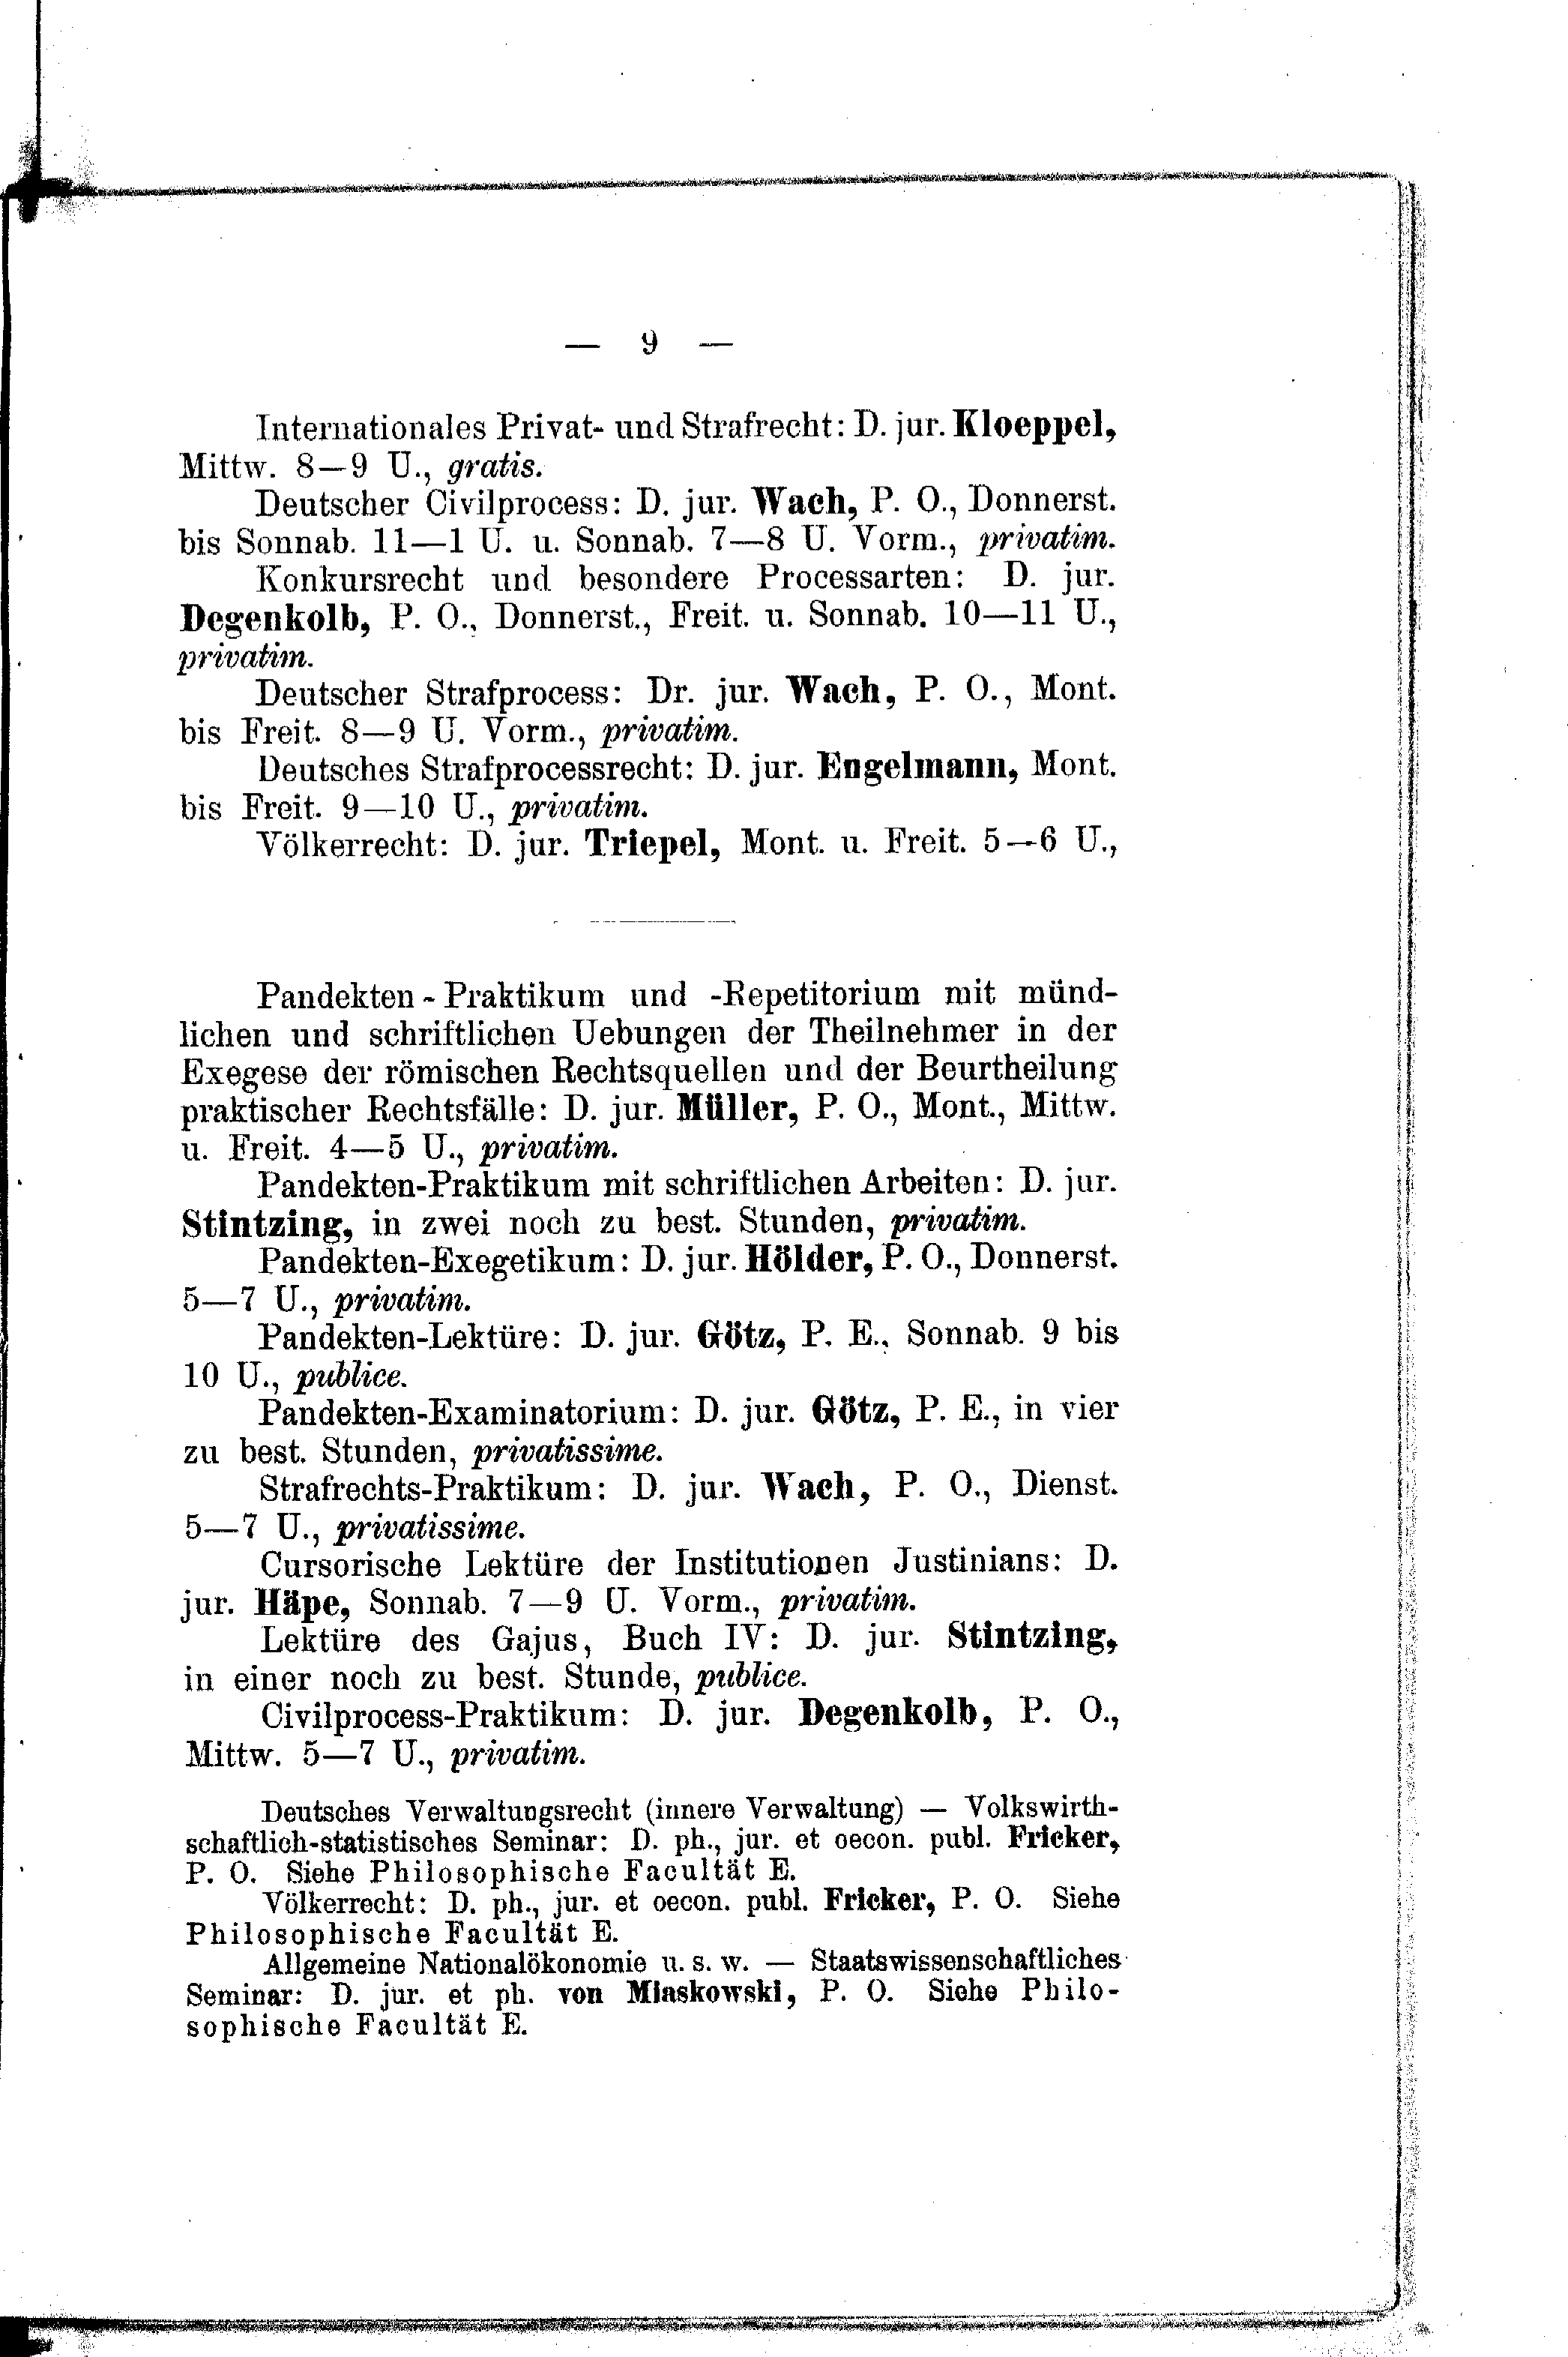 — 9 —
Internationales Privat- und Strafrecht: D. jur. Kloeppel,
Mittw. 8—9 U., gratis.
Deutscher Civilprocess: D. jur. Wach, P. O., Donnerst.
bis Sonnab. 11—1 U. u. Sonnab. 7—8 U. Vorm., privatim.
Konkursrecht und besondere Processarten: D. jur.
Degenkolb, P. O., Donnerst., Freit. u. Sonnab. 10—11 U.,
privatim.
Deutscher Strafprocess: Dr. jur. Wach, P. O., Mont.
bis Freit. 8—9 U. Vorm., privatim.
Deutsches Strafprocessrecht: D. jur. Engelmann, Mont.
bis Freit. 9—10 U., privatim.
Völkerrecht: D. jur. Triepel, Mont. u. Freit. 5—6 U.,
Pandekten-Praktikum und -Repetitorium mit münd-
lichen und schriftlichen Uebungen der Theilnehmer in der
Exegese der römischen Rechtsquellen und der Beurtheilung
praktischer Rechtsfälle: D. jur. Müller, P. O., Mont., Mittw.
u. Freit. 4—5 U., privatim.
Pandekten-Praktikum mit schriftlichen Arbeiten: D. jur.
Stintzing, in zwei noch zu best. Stunden, privatim.
Pandekten-Exegetikum: D. jur. Hölder, P. O., Donnerst.
5—7 U., privatim.
Pandekten-Lektüre: D. jur. Götz, P. E., Sonnab. 9 bis
10 U., publice.
Pandekten-Examinatorium: D. jur. Götz, P. E., in vier
zu best. Stunden, privatissime.
Strafrechts-Praktikum: D. jur. Wach, P. O., Dienst.
5—7 U., privatissime.
Cursorische Lektüre der Institutionen Justinians: D.
jur. Häpe, Sonnab. 7—9 U. Vorm., privatim.
Lektüre des Gajus, Buch IV: D. jur. Stintzing,
in einer noch zu best. Stunde, publice.
Civilprocess-Praktikum: D. jur. Degenkolb, P. O.,
Mittw. 5—7 U., privatim.
Deutsches Verwaltungsrecht (innere Verwaltung) — Volkswirth-
schaftlich-statistisches Seminar: D. ph., jur. et oecon. publ. Fricker,
P. O. Siehe Philosophische Facultät E.
Völkerrecht: D. ph., jur. et oecon. publ. Fricker, P. O. Siehe
Philosophische Facultät E.
Allgemeine Nationalökonomie u. s. w. — Staatswissenschaftliches
Seminar: D. jur. et ph. von Miaskowski, P. O. Siehe Philo-
sophische Facultät E.